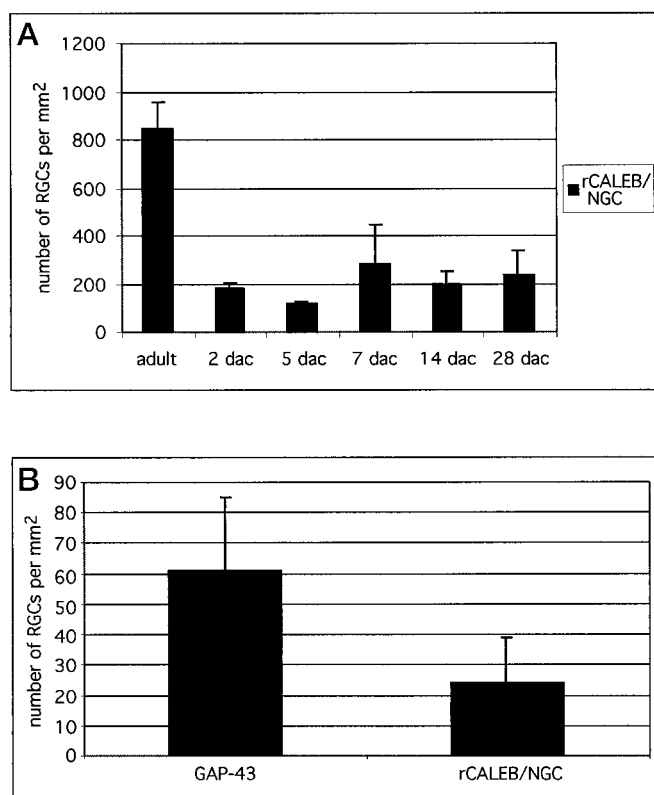 A
number of RGCs per mm²
1200
1000
800
600
400
200
0
adult 2 dac 5 dac 7 dac 14 dac 28 dac
rCALEB/
NGC
B
number of RGCs per mm²
90
80
70
60
50
40
30
20
10
0
GAP-43 rCALEB/NGC